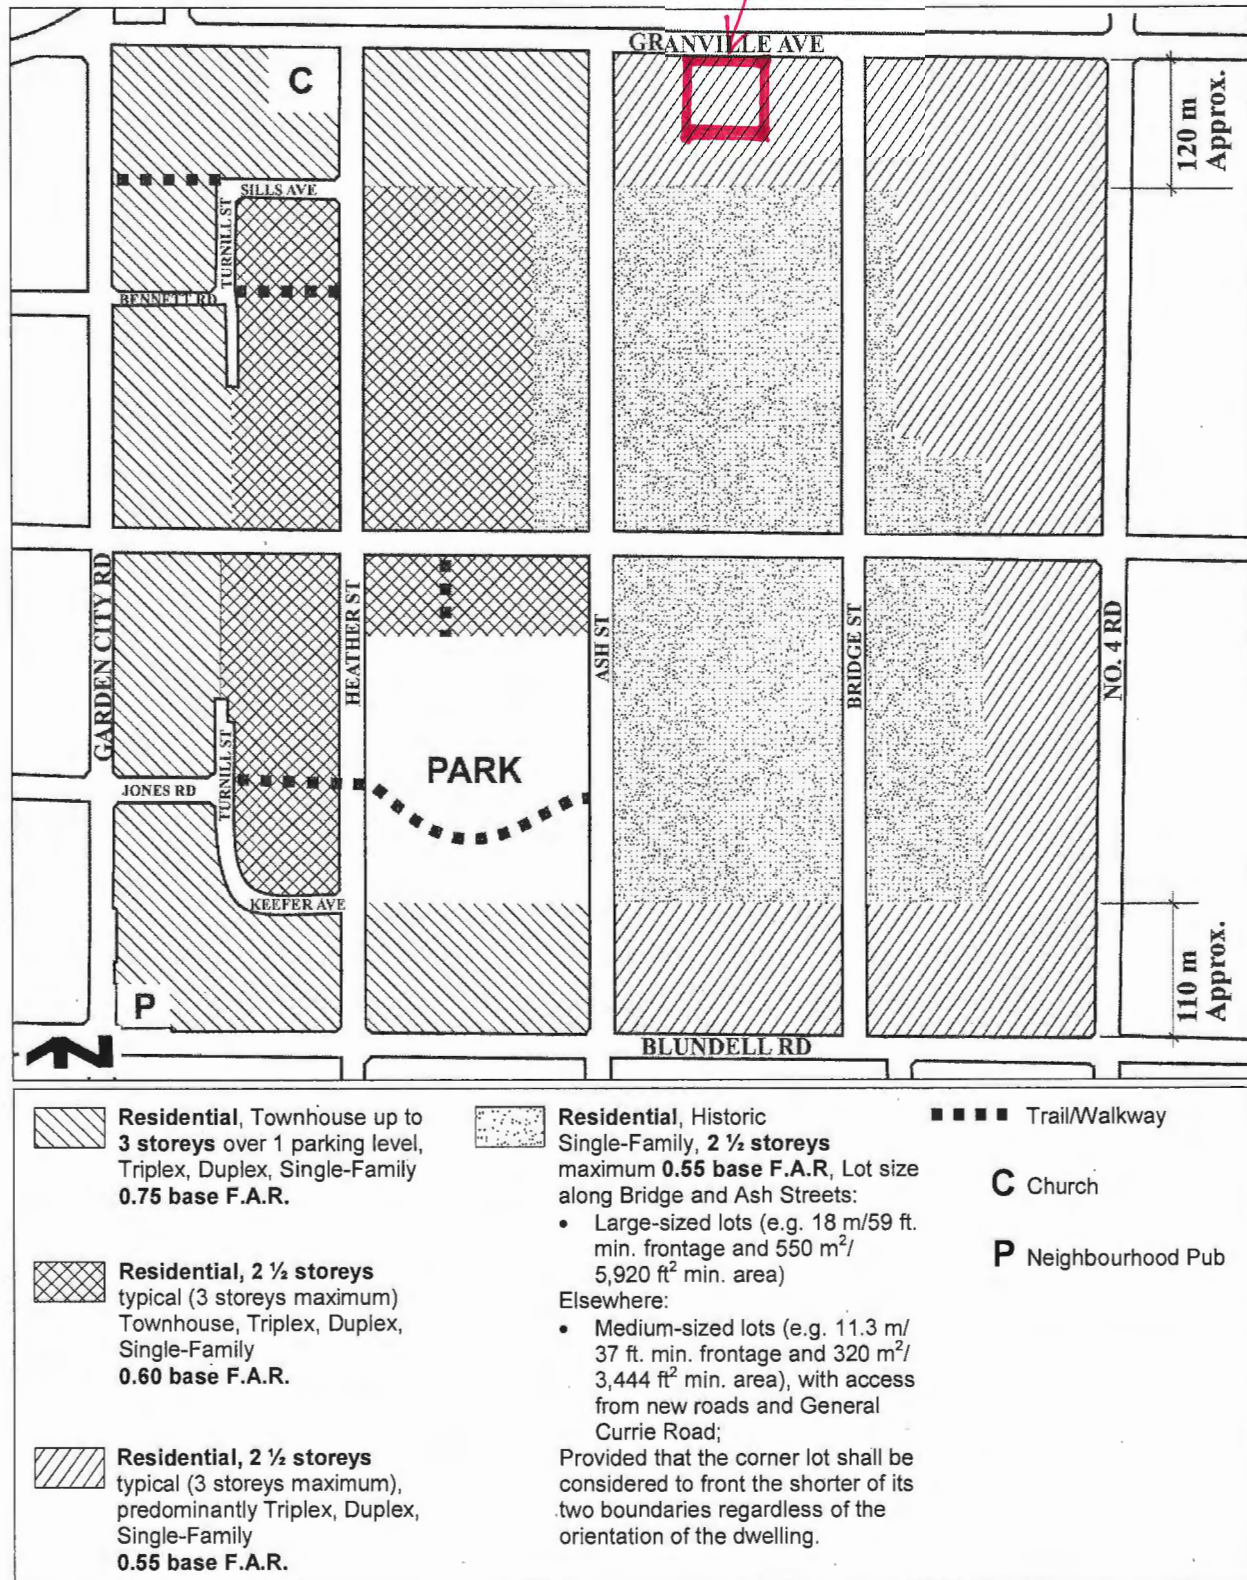 GRANVILLE AVE
C
120 m
Approx.
SILLS AVE
TURNILL ST
BENNETT RD
GARDEN CITY RD
HEATHER ST
ASH ST
BRIDGE ST
NO. 4 RD
TURNILL ST
JONES RD
PARK
KEEFER AVE
110 m
Approx.
P
BLUNDELL RD
Residential, Townhouse up to
3 storeys over 1 parking level,
Triplex, Duplex, Single-Family
0.75 base F.A.R.
Residential, 2 ½ storeys
typical (3 storeys maximum)
Townhouse, Triplex, Duplex,
Single-Family
0.60 base F.A.R.
Residential, 2 ½ storeys
typical (3 storeys maximum),
predominantly Triplex, Duplex,
Single-Family
0.55 base F.A.R.
Residential, Historic
Single-Family, 2 ½ storeys
maximum 0.55 base F.A.R, Lot size
along Bridge and Ash Streets:
• Large-sized lots (e.g. 18 m/59 ft.
min. frontage and 550 m²/
5,920 ft² min. area)
Elsewhere:
• Medium-sized lots (e.g. 11.3 m/
37 ft. min. frontage and 320 m²/
3,444 ft² min. area), with access
from new roads and General
Currie Road;
Provided that the corner lot shall be
considered to front the shorter of its
two boundaries regardless of the
orientation of the dwelling.
Trail/Walkway
C Church
P Neighbourhood Pub